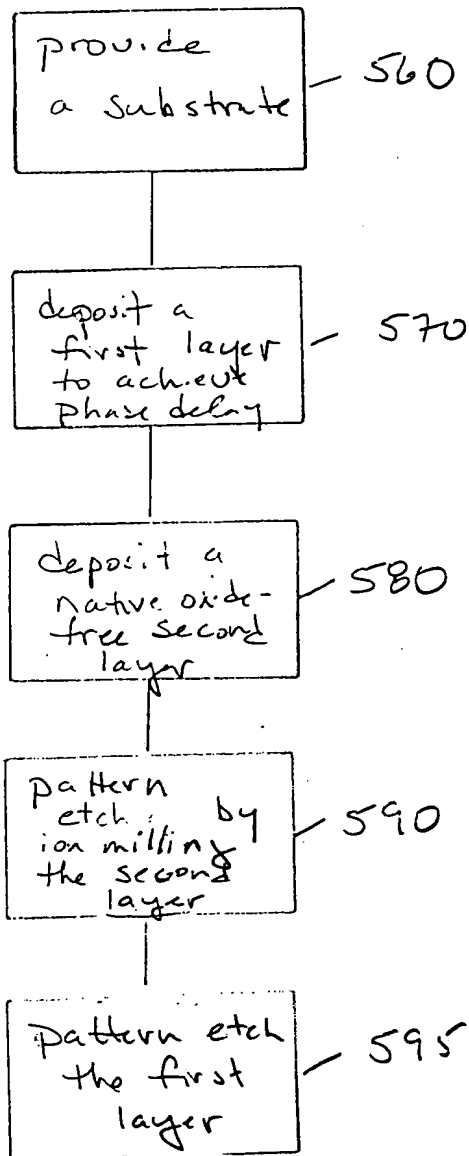 provide
a substrate
560
deposit a
first layer
to achieve
phase delay
570
deposit a
native oxide-
free second
layer
580
pattern
etch by
ion milling
the second
layer
590
pattern etch
the first
layer
595